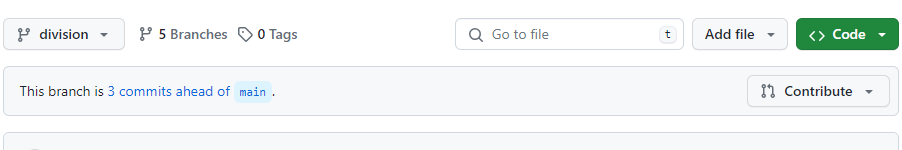 division 5 Branches 0 Tags Go to file t Add file <> Code
This branch is 3 commits ahead of main . Contribute